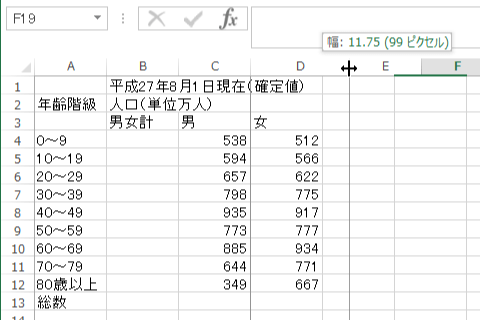 F19 fx
幅: 11.75 (99 ピクセル)
A B C D E F
1 平成27年8月1日現在(確定値)
2 年齢階級 人口(単位万人)
3 男女計 男 女
4 0～9 538 512
5 10～19 594 566
6 20～29 657 622
7 30～39 798 775
8 40～49 935 917
9 50～59 773 777
10 60～69 885 934
11 70～79 644 771
12 80歳以上 349 667
13 総数
14